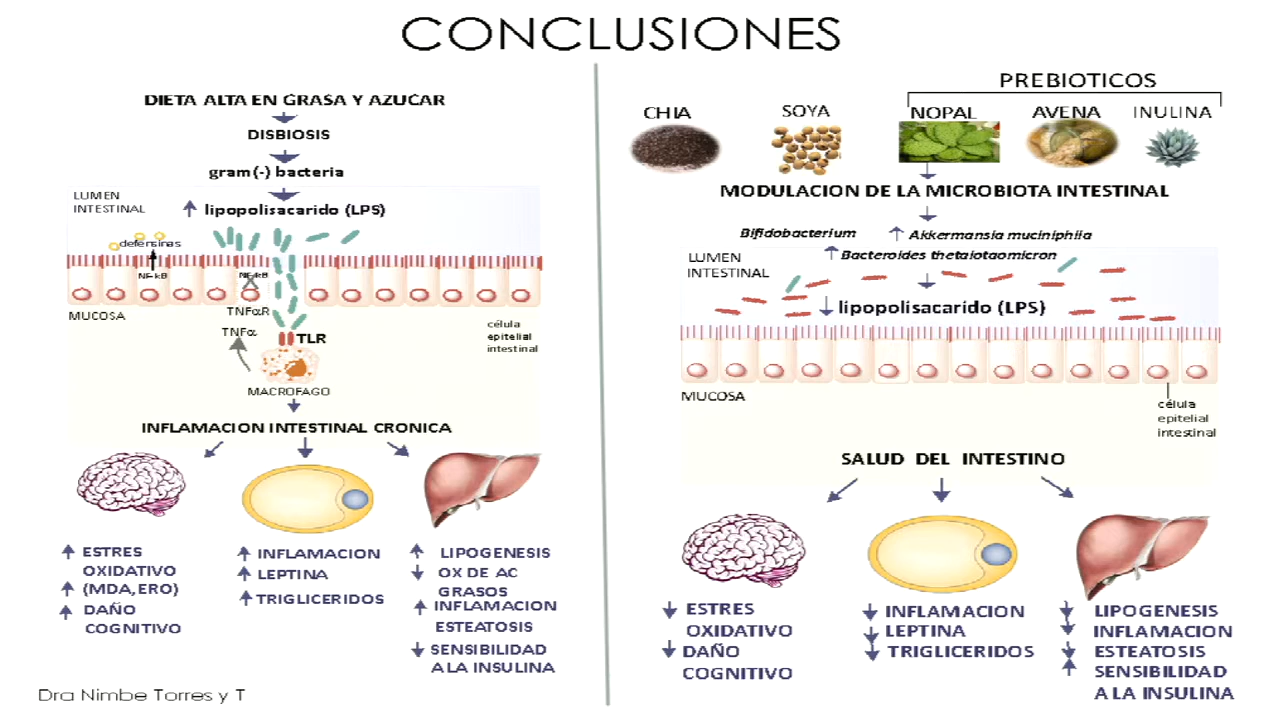 CONCLUSIONES
DIETA ALTA EN GRASA Y AZUCAR
DISBIOSIS
gram(-) bacteria
LUMEN
INTESTINAL
lipopolisacarido (LPS)
defensinas
NF-kB
NF-kB
TNFαR
MUCOSA
TNFα
TLR
célula
epitelial
intestinal
MACROFAGO
INFLAMACION INTESTINAL CRONICA
ESTRES
OXIDATIVO
(MDA,ERO)
DAÑO
COGNITIVO
INFLAMACION
LEPTINA
TRIGLICERIDOS
LIPOGENESIS
OX DE AC
GRASOS
INFLAMACION
ESTEATOSIS
SENSIBILIDAD
A LA INSULINA
Dra Nimbe Torres y T
PREBIOTICOS
CHIA
SOYA
NOPAL
AVENA
INULINA
MODULACION DE LA MICROBIOTA INTESTINAL
Bifidobacterium
Akkermansia muciniphila
Bacteroides thetaiotaomicron
LUMEN
INTESTINAL
lipopolisacarido (LPS)
MUCOSA
célula
epitelial
intestinal
SALUD DEL INTESTINO
ESTRES
OXIDATIVO
DAÑO
COGNITIVO
INFLAMACION
LEPTINA
TRIGLICERIDOS
LIPOGENESIS
INFLAMACION
ESTEATOSIS
SENSIBILIDAD
A LA INSULINA